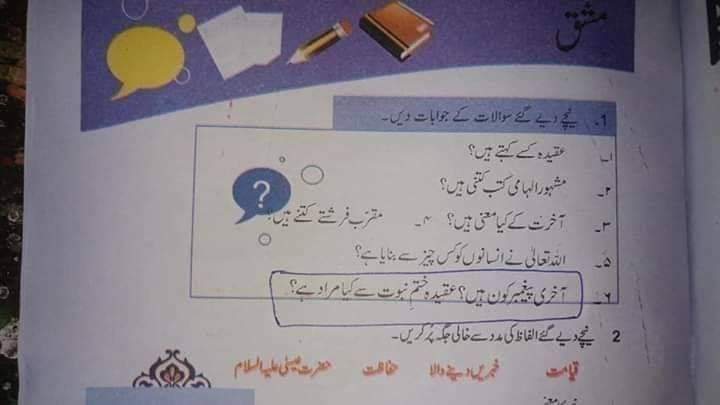 مشق
1۔ نیچے دیے گئے سوالات کے جوابات دیں۔
۱۔ عقیدہ کسے کہتے ہیں؟
۲۔ مشہور الہامی کتب کتنی ہیں؟
۳۔ آخرت کے کیا معنی ہیں؟ ۴۔ مقرّب فرشتے کتنے ہیں؟
۵۔ اللہ تعالیٰ نے انسانوں کو کس چیز سے بنایا ہے؟
۶۔ آخری پیغمبر کون ہیں؟ عقیدہ ختمِ نبوت سے کیا مراد ہے؟
2 نیچے دیے گئے الفاظ کی مدد سے خالی جگہ پُر کریں۔
قیامت خبریں دینے والا حفاظت حضرت عیسیٰ علیہ السلام